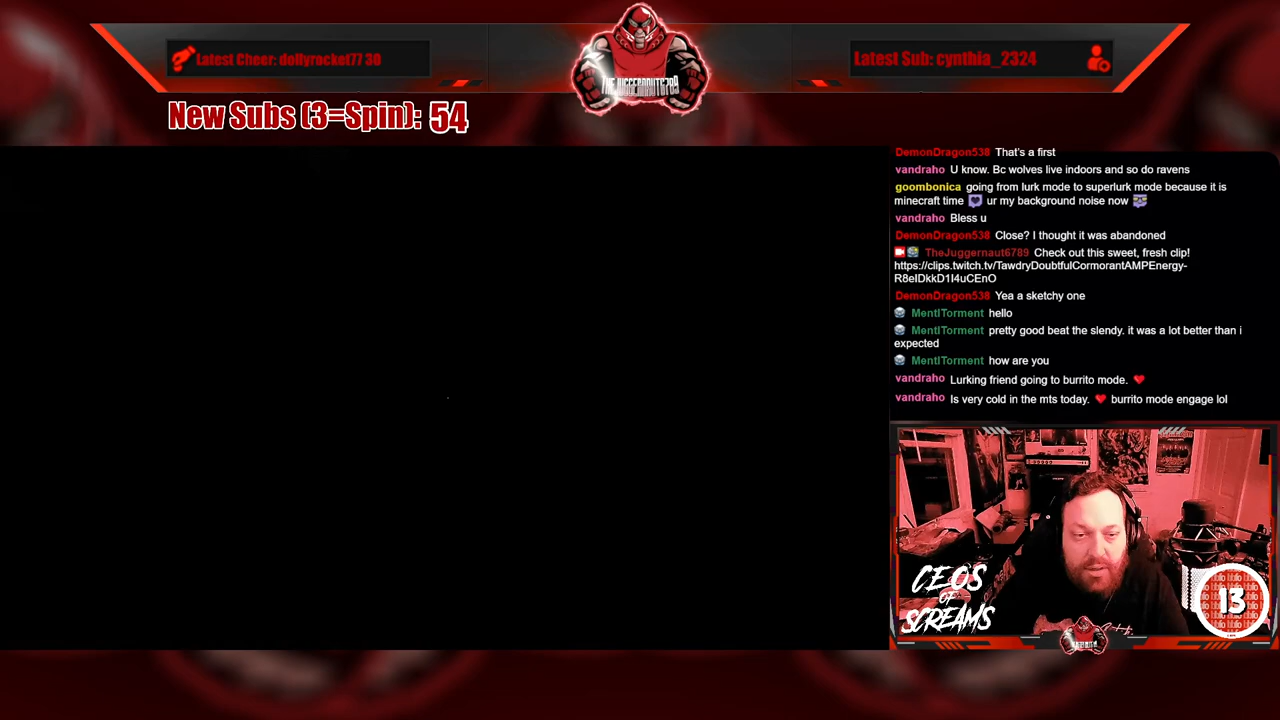 Latest Cheer: dollyrocket77 30
THEJUGGERNAUT6789
Latest Sub: cynthia_2324
New Subs (3=Spin): 54
DemonDragon538 That's a first
vandraho U know. Bc wolves live indoors and so do ravens
goombonica going from lurk mode to superlurk mode because it is
minecraft time ur my background noise now
vandraho Bless u
DemonDragon538 Close? I thought it was abandoned
TheJuggernaut6789 Check out this sweet, fresh clip!
https://clips.twitch.tv/TawdryDoubtfulCormorantAMPEnergy-
R8eIDkkD1I4uCEnO
DemonDragon538 Yea a sketchy one
MentlTorment hello
MentlTorment pretty good beat the slendy. it was a lot better than i
expected
MentlTorment how are you
vandraho Lurking friend going to burrito mode.
vandraho Is very cold in the mts today. burrito mode engage lol
CEOS
OF
SCREAMS
13